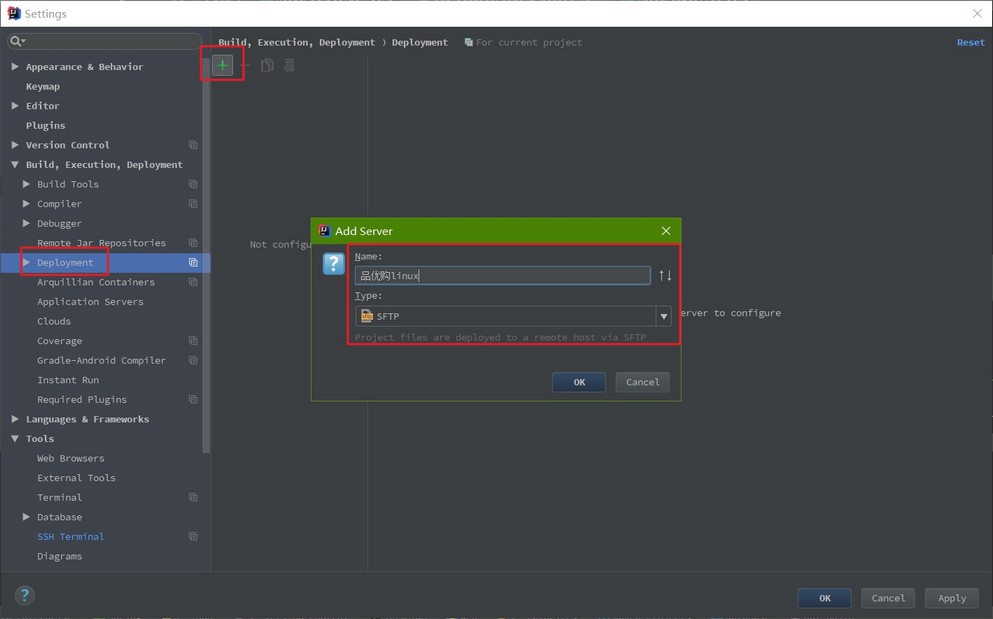 Settings
Build, Execution, Deployment › Deployment
For current project
Reset
Appearance & Behavior
Keymap
Editor
Plugins
Version Control
Build, Execution, Deployment
Build Tools
Compiler
Debugger
Remote Jar Repositories
Deployment
Arquillian Containers
Application Servers
Clouds
Coverage
Gradle-Android Compiler
Instant Run
Required Plugins
Languages & Frameworks
Tools
Web Browsers
External Tools
Terminal
Database
SSH Terminal
Diagrams
Not configu
erver to configure
Add Server
Name:
品优购linux
Type:
SFTP
Project files are deployed to a remote host via SFTP
OK
Cancel
?
OK
Cancel
Apply